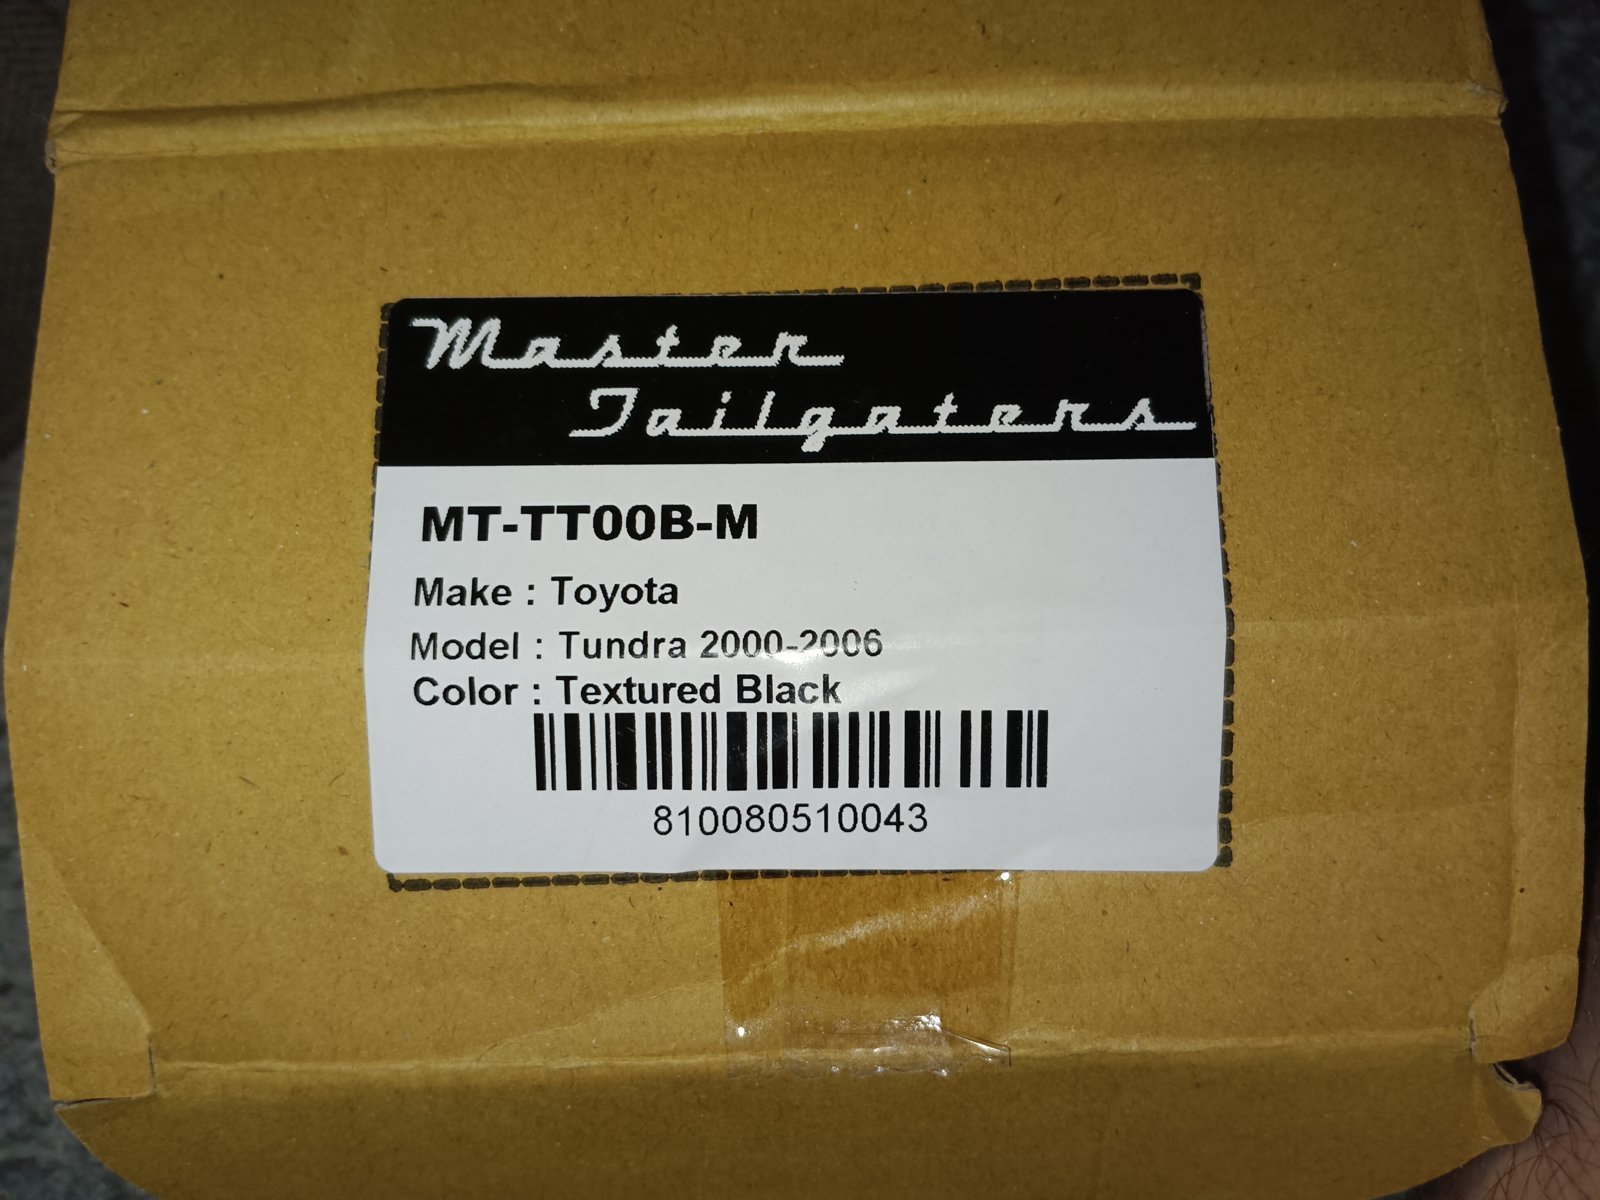 Master
Tailgaters
MT-TT00B-M
Make : Toyota
Model : Tundra 2000-2006
Color : Textured Black
810080510043